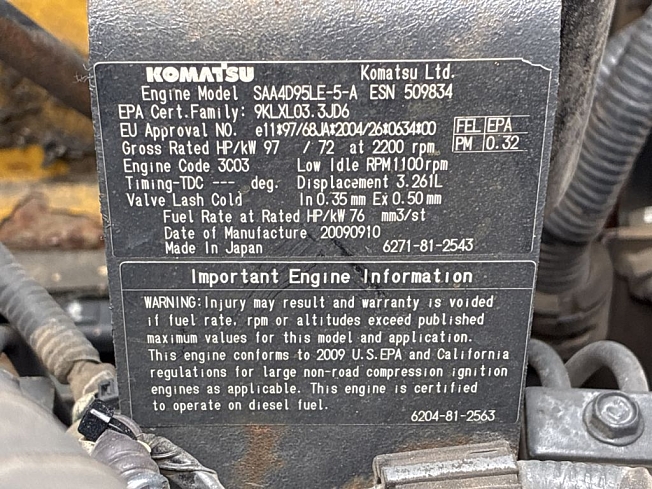 KOMATSU Komatsu Ltd.
Engine Model SAA4D95LE-5-A ESN 509834
EPA Cert.Family: 9KLXL03.3JD6
EU Approval NO. e11*97/68JA*2004/26*0634*00 FEL EPA
Gross Rated HP/kW 97 / 72 at 2200 rpm PM 0.32
Engine Code 3C03 Low Idle RPM 1100rpm
Timing-TDC --- deg. Displacement 3.261L
Valve Lash Cold In 0.35 mm Ex 0.50 mm
Fuel Rate at Rated HP/kW 76 mm3/st
Date of Manufacture 20090910
Made In Japan 6271-81-2543
Important Engine Information
WARNING: Injury may result and warranty is voided
if fuel rate, rpm or altitudes exceed published
maximum values for this model and application.
This engine conforms to 2009 U.S.EPA and California
regulations for large non-road compression ignition
engines as applicable. This engine is certified
to operate on diesel fuel.
6204-81-2563